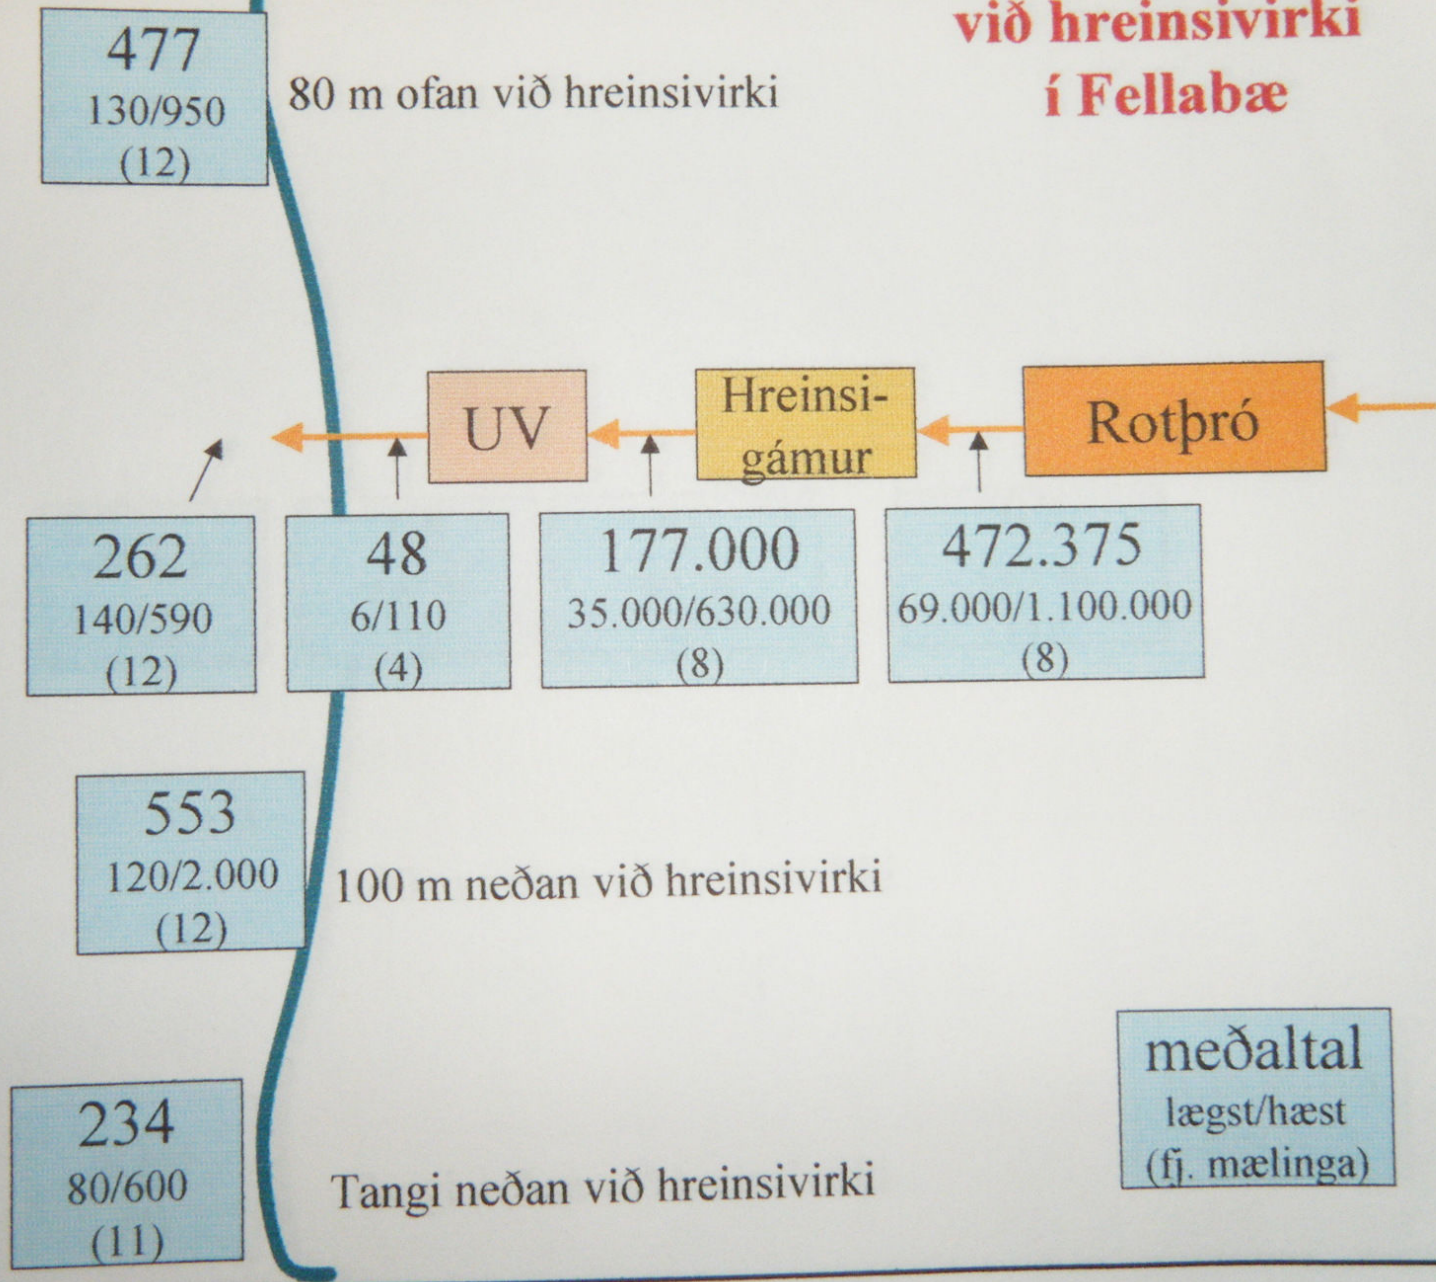 við hreinsivirki
í Fellabæ
477
130/950
(12)
80 m ofan við hreinsivirki
UV
Hreinsi-
gámur
Rotþró
262
140/590
(12)
48
6/110
(4)
177.000
35.000/630.000
(8)
472.375
69.000/1.100.000
(8)
553
120/2.000
(12)
100 m neðan við hreinsivirki
234
80/600
(11)
Tangi neðan við hreinsivirki
meðaltal
lægst/hæst
(fj. mælinga)